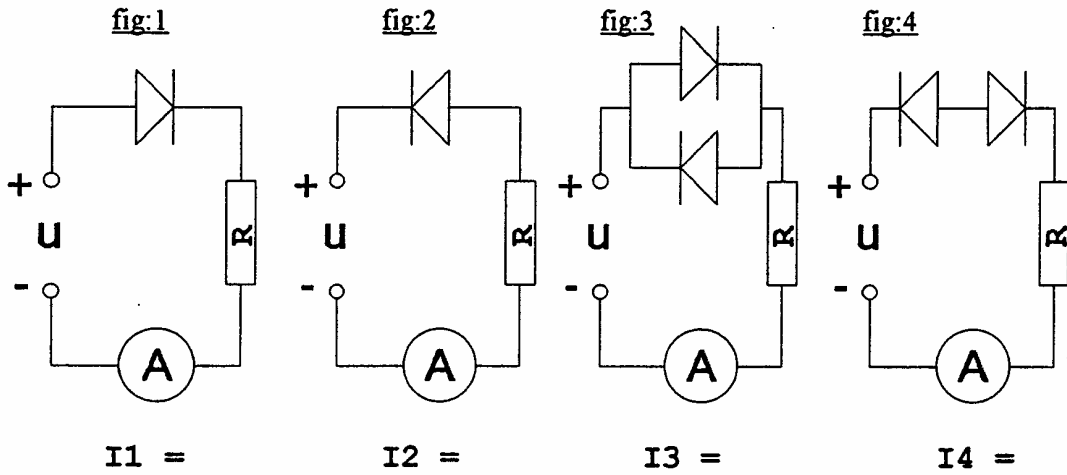 fig:1 fig:2 fig:3 fig:4
+ + + +
u R u R u R u R
- - - -
A A A A
I1 = I2 = I3 = I4 =